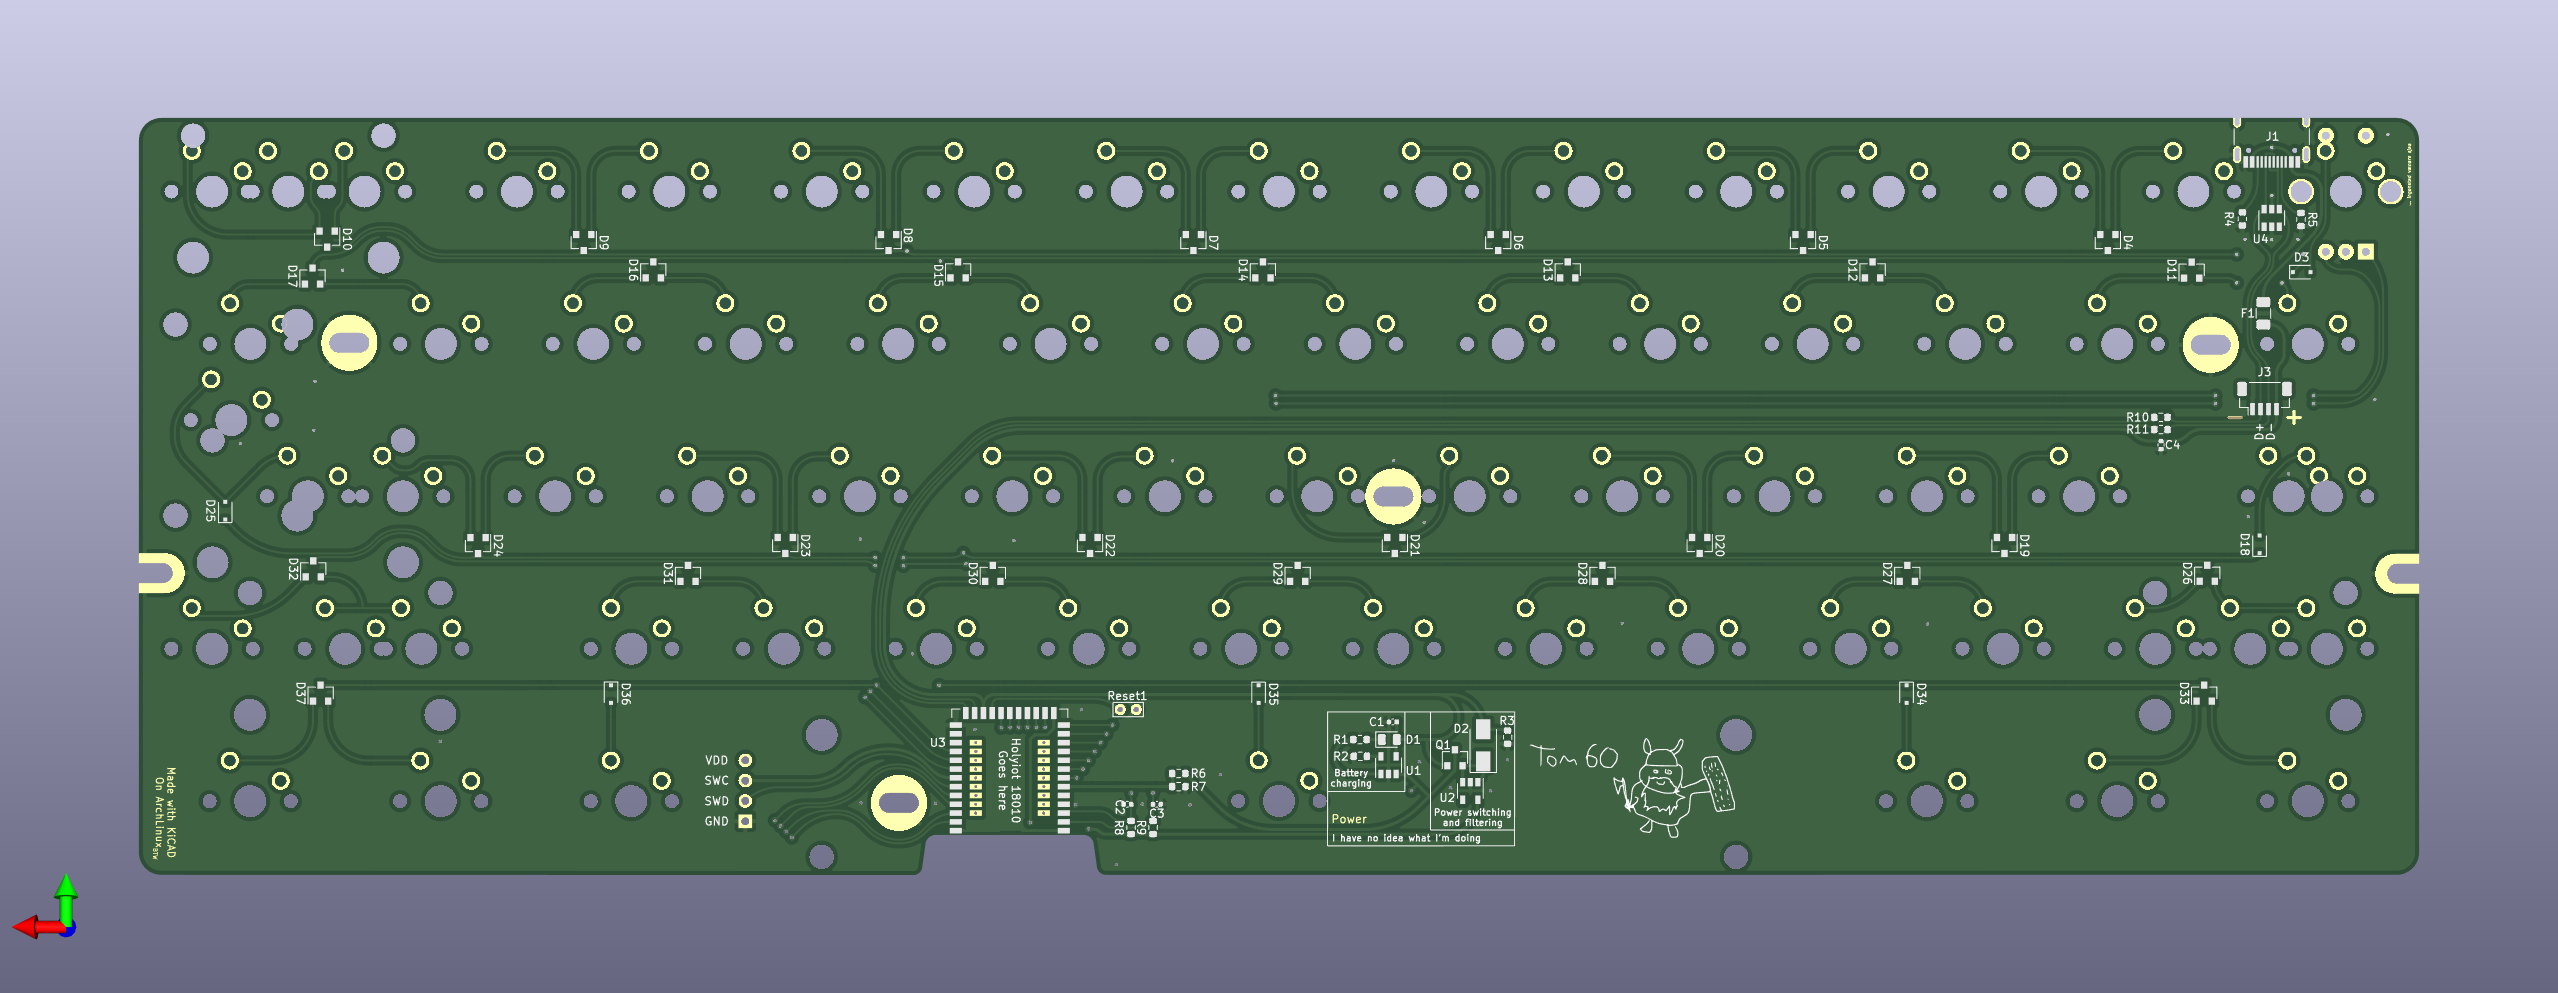 J1
R4
R5
U4
D10
D9
D8
D7
D6
D5
D4
D3
D17
D16
D15
D14
D13
D12
D11
F1
J3
R10
R11
C4
− +
D+
D-
D25
D24
D23
D22
D21
D20
D19
D18
D32
D31
D30
D29
D28
D27
D26
D37
D36
D35
D34
D33
Reset1
U3
Holyiot 18010
Goes here
VDD
SWC
SWD
GND
R6
R7
C2
C3
R8
R9
C1
R1
D1
R2
U1
Battery
charging
D2
R3
Q1
U2
Power switching
and filtering
Power
I have no idea what I'm doing
Tom 60
Made with KiCAD
On ArchLinux BTW